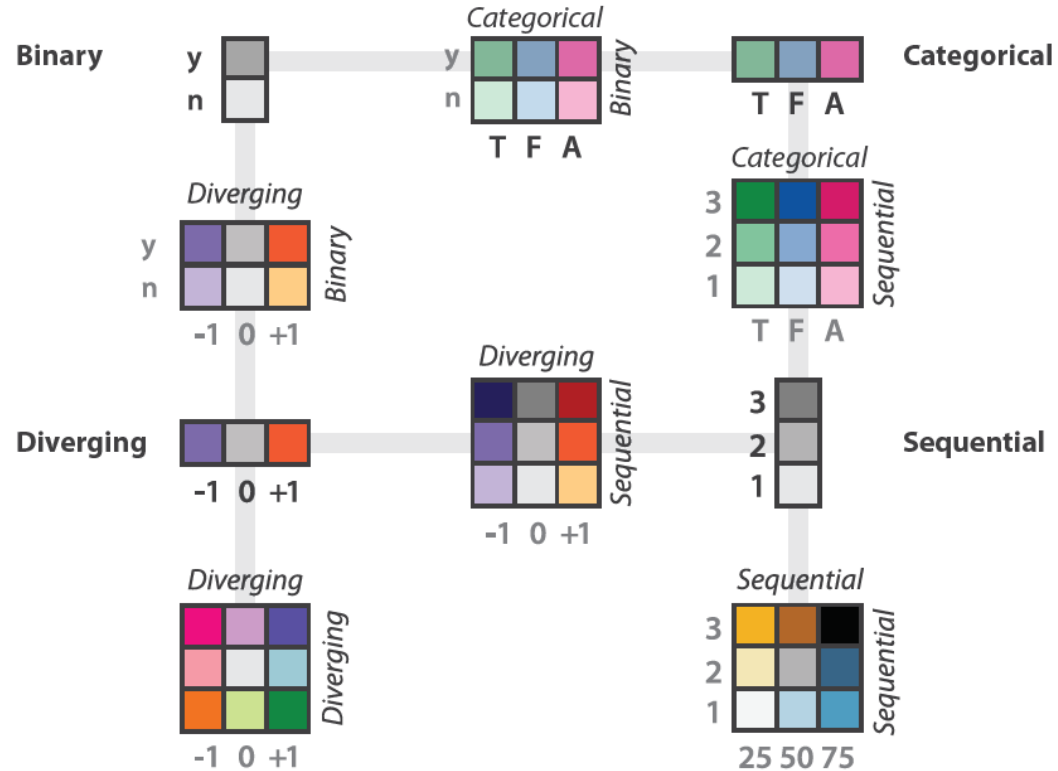 Binary
y
n
Categorical
y
n
Binary
T F A
T F A
Categorical
Diverging
y
n
Binary
-1 0 +1
Categorical
3
2
1
Sequential
T F A
Diverging
-1 0 +1
Diverging
Sequential
-1 0 +1
3
2
1
Sequential
Diverging
Diverging
-1 0 +1
Sequential
3
2
1
Sequential
25 50 75